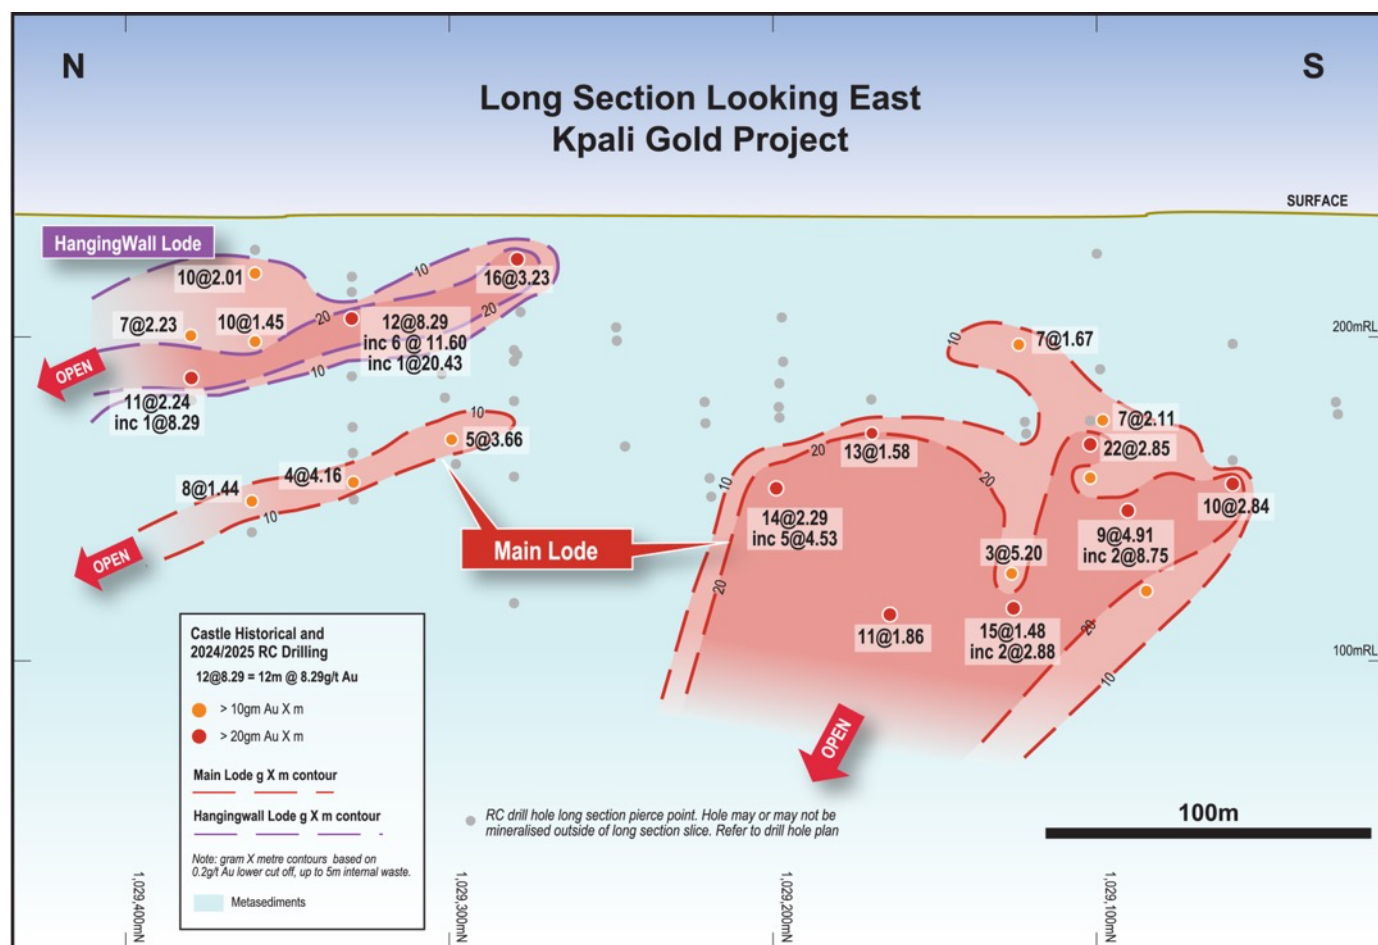 N
S
Long Section Looking East
Kpali Gold Project
SURFACE
HangingWall Lode
10
10@2.01
16@3.23
20
7@2.23
10@1.45
20
12@8.29
inc 6 @ 11.60
inc 1@20.43
200mRL
10
7@1.67
OPEN
10
11@2.24
inc 1@8.29
10
5@3.66
7@2.11
20
13@1.58
22@2.85
4@4.16
8@1.44
10
10
20
10@2.84
14@2.29
inc 5@4.53
9@4.91
inc 2@8.75
10
Main Lode
OPEN
3@5.20
20
11@1.86
15@1.48
inc 2@2.88
20
100mRL
10
OPEN
Castle Historical and
2024/2025 RC Drilling
12@8.29 = 12m @ 8.29g/t Au
> 10gm Au X m
> 20gm Au X m
Main Lode g X m contour
Hangingwall Lode g X m contour
Note: gram X metre contours based on
0.2g/t Au lower cut off, up to 5m internal waste.
Metasediments
RC drill hole long section pierce point. Hole may or may not be
mineralised outside of long section slice. Refer to drill hole plan
100m
1,029,400mN
1,029,300mN
1,029,200mN
1,029,100mN